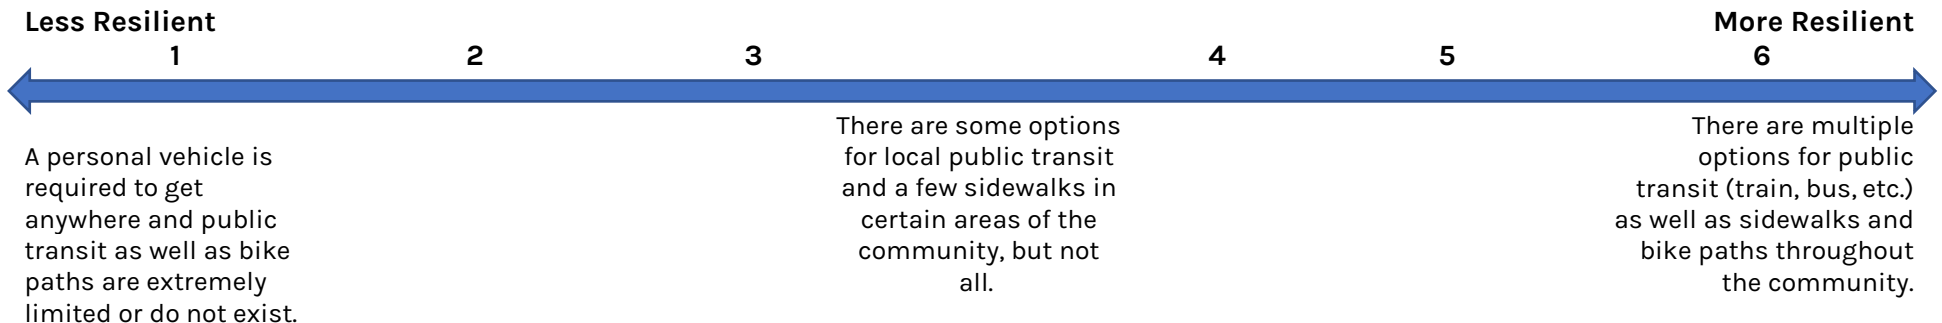 Less Resilient
More Resilient
1 2 3 4 5 6
A personal vehicle is
required to get
anywhere and public
transit as well as bike
paths are extremely
limited or do not exist.
There are some options
for local public transit
and a few sidewalks in
certain areas of the
community, but not
all.
There are multiple
options for public
transit (train, bus, etc.)
as well as sidewalks and
bike paths throughout
the community.